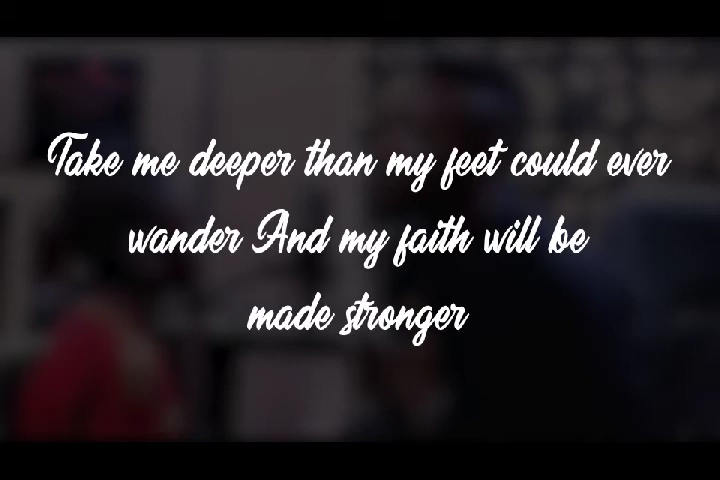 Take me deeper than my feet could ever
wander And my faith will be
made stronger